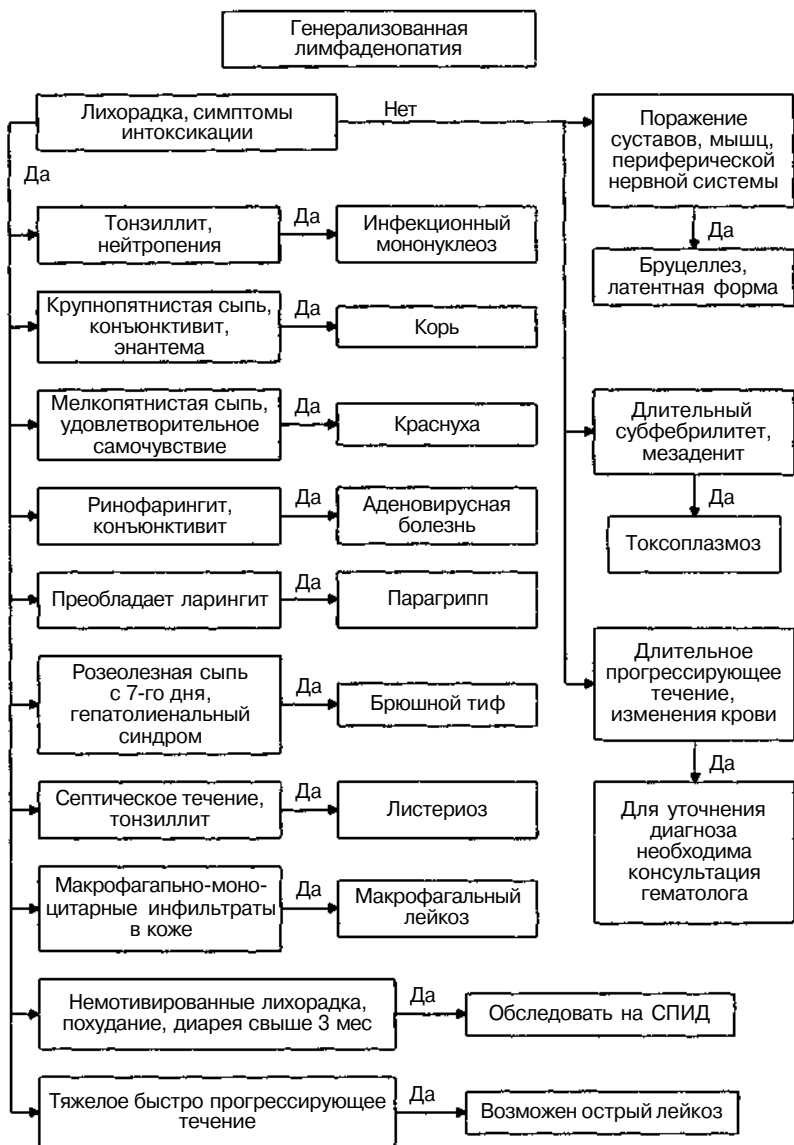 Генерализованная
лимфаденопатия
Лихорадка, симптомы
интоксикации
Нет
Поражение
суставов, мышц,
периферической
нервной системы
Да
Да
Бруцеллез,
латентная форма
Тонзиллит,
нейтропения
Да
Инфекционный
мононуклеоз
Крупнопятнистая сыпь,
конъюнктивит,
энантема
Да
Корь
Мелкопятнистая сыпь,
удовлетворительное
самочувствие
Да
Краснуха
Длительный
субфебрилитет,
мезаденит
Да
Токсоплазмоз
Ринофарингит,
конъюнктивит
Да
Аденовирусная
болезнь
Преобладает ларингит
Да
Парагрипп
Длительное
прогрессирующее
течение,
изменения крови
Да
Для уточнения
диагноза
необходима
консультация
гематолога
Розеолезная сыпь
с 7-го дня,
гепатолиенальный
синдром
Да
Брюшной тиф
Септическое течение,
тонзиллит
Да
Листериоз
Макрофагапьно-моно-
цитарные инфильтраты
в коже
Да
Макрофагальный
лейкоз
Немотивированные лихорадка,
похудание, диарея свыше 3 мес
Да
Обследовать на СПИД
Тяжелое быстро прогрессирующее
течение
Да
Возможен острый лейкоз